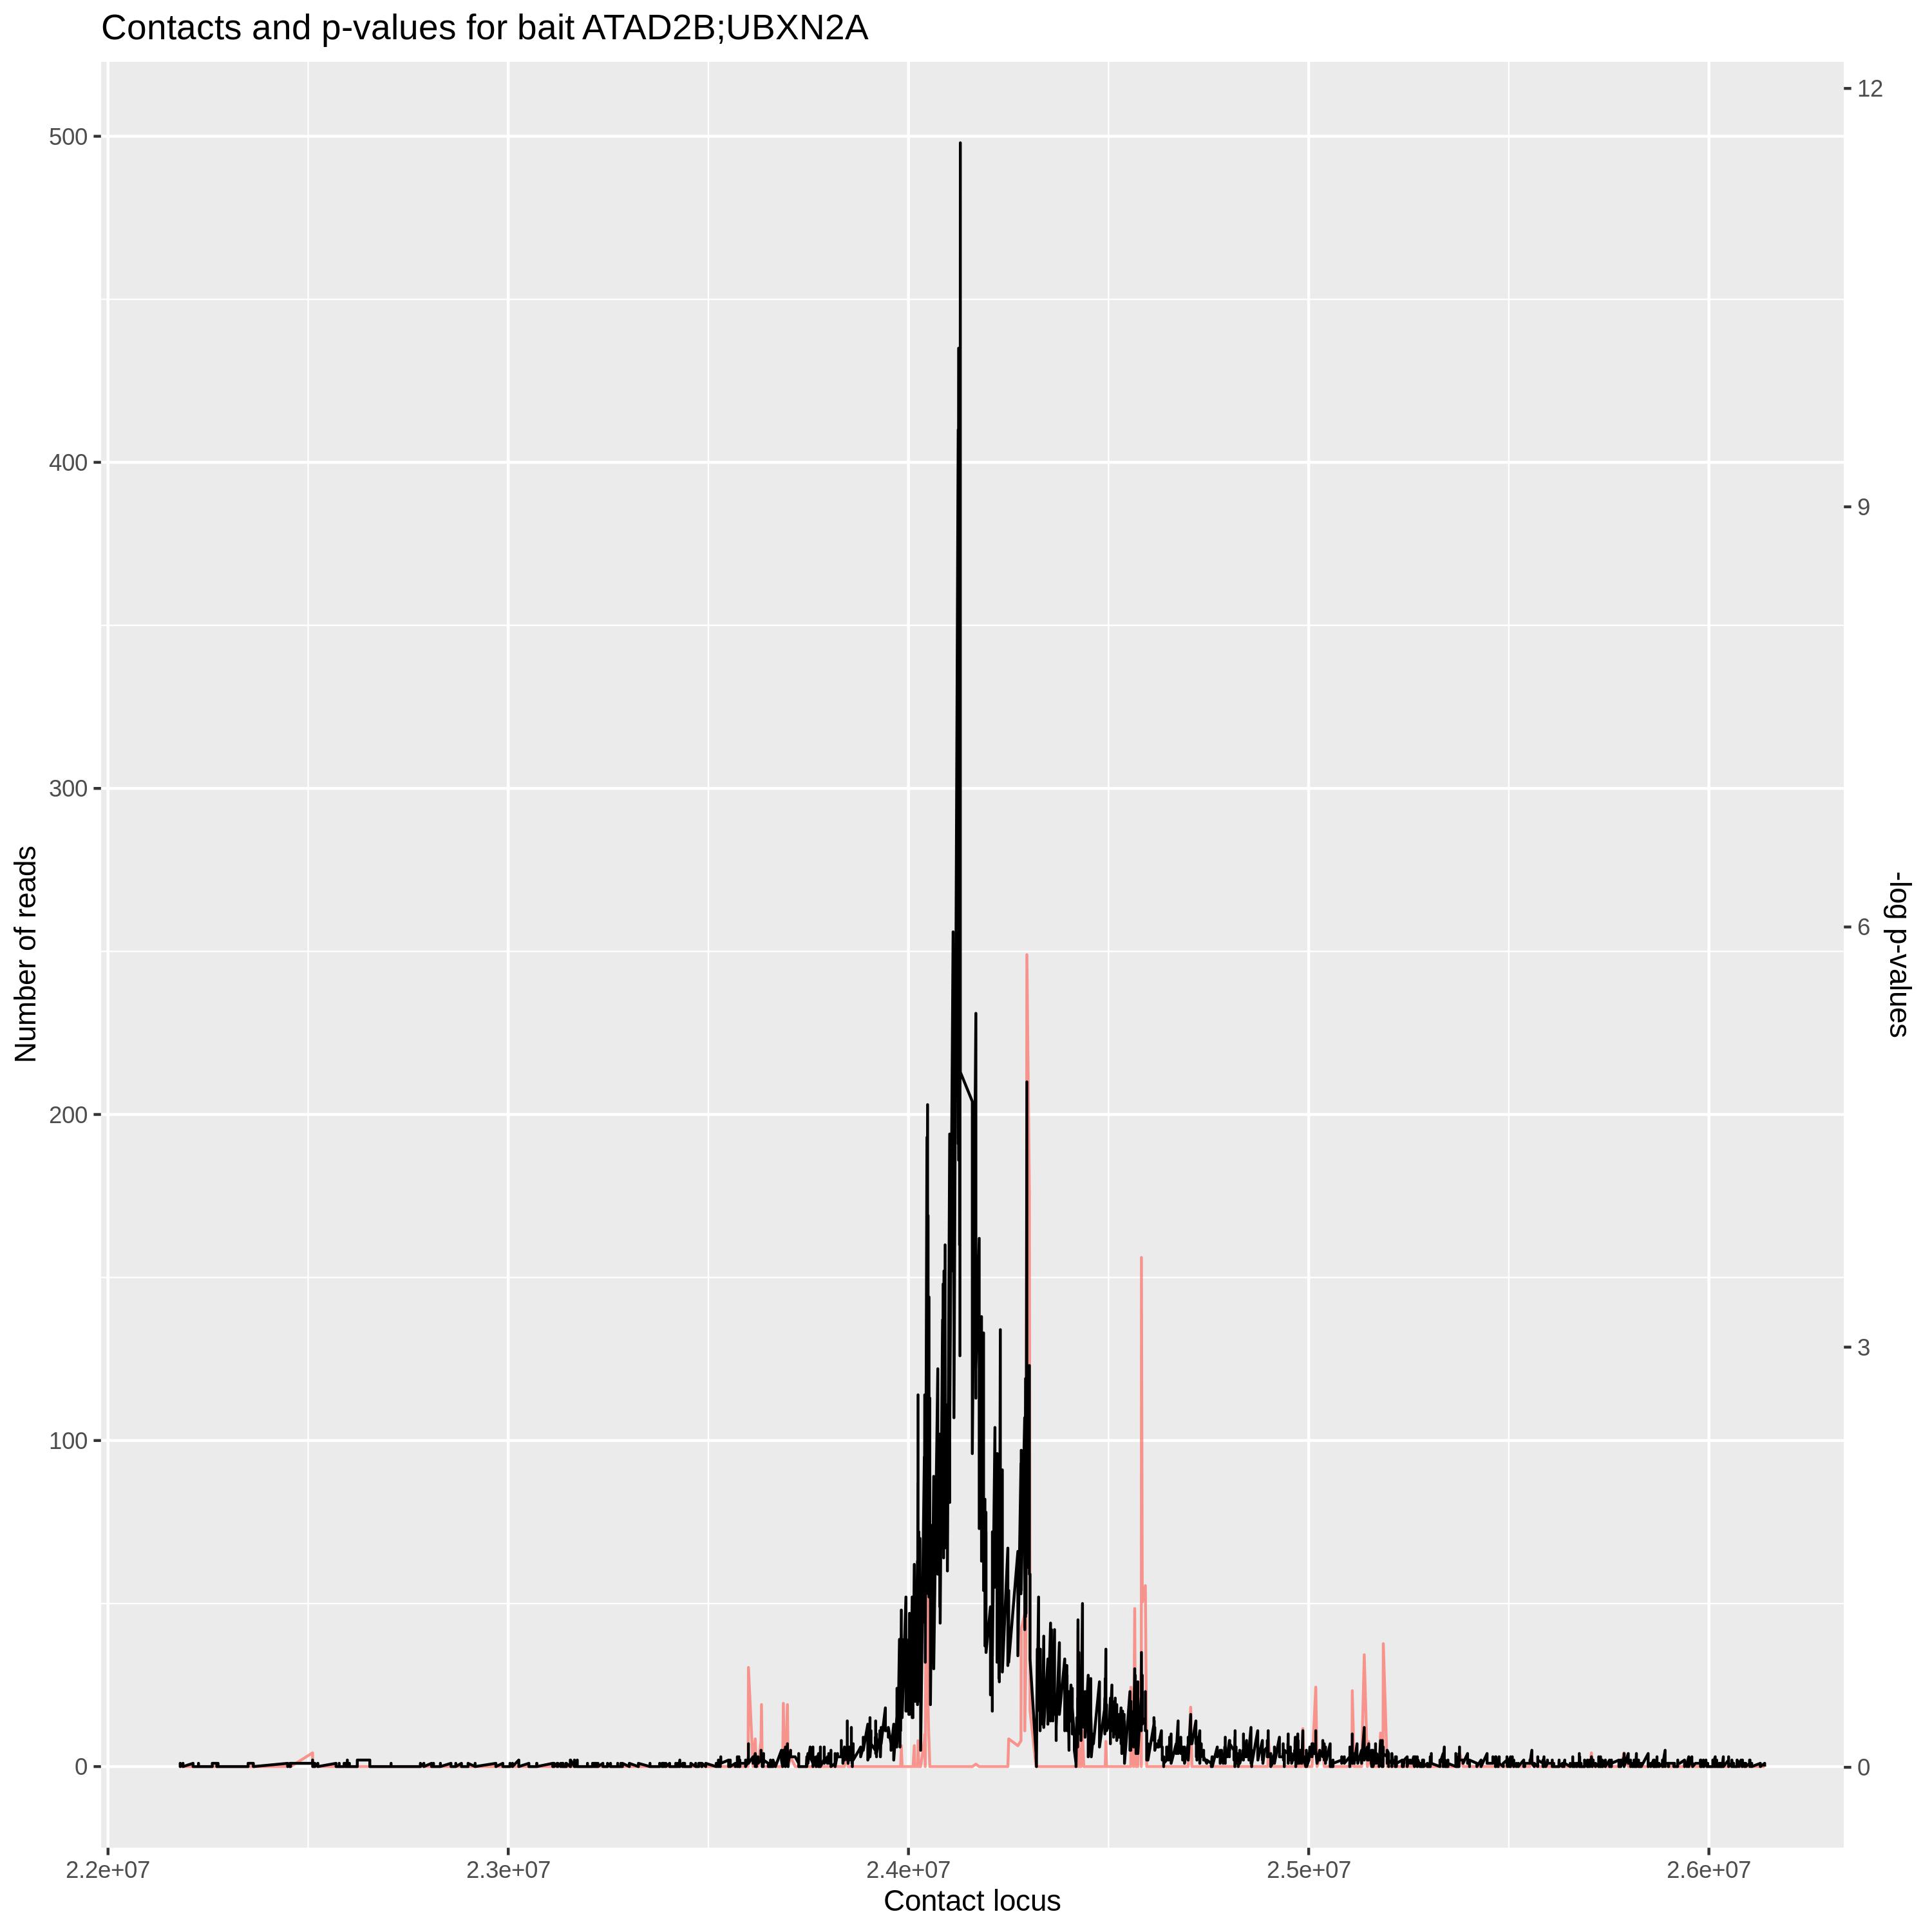 Contacts and p-values for bait ATAD2B;UBXN2A
12
500
9
400
300
Number of reads
6
-log p-values
200
3
100
0
0
2.2e+07 2.3e+07 2.4e+07 2.5e+07 2.6e+07
Contact locus